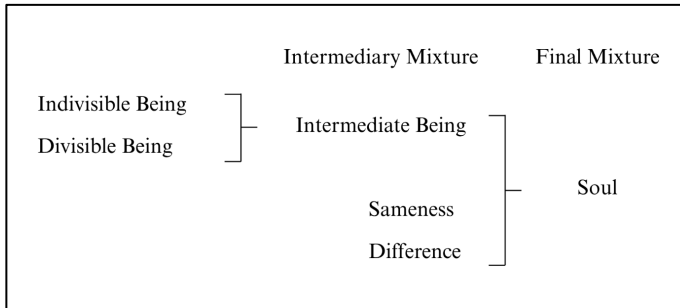 Intermediary Mixture Final Mixture
Indivisible Being
Divisible Being
Intermediate Being
Soul
Sameness
Difference